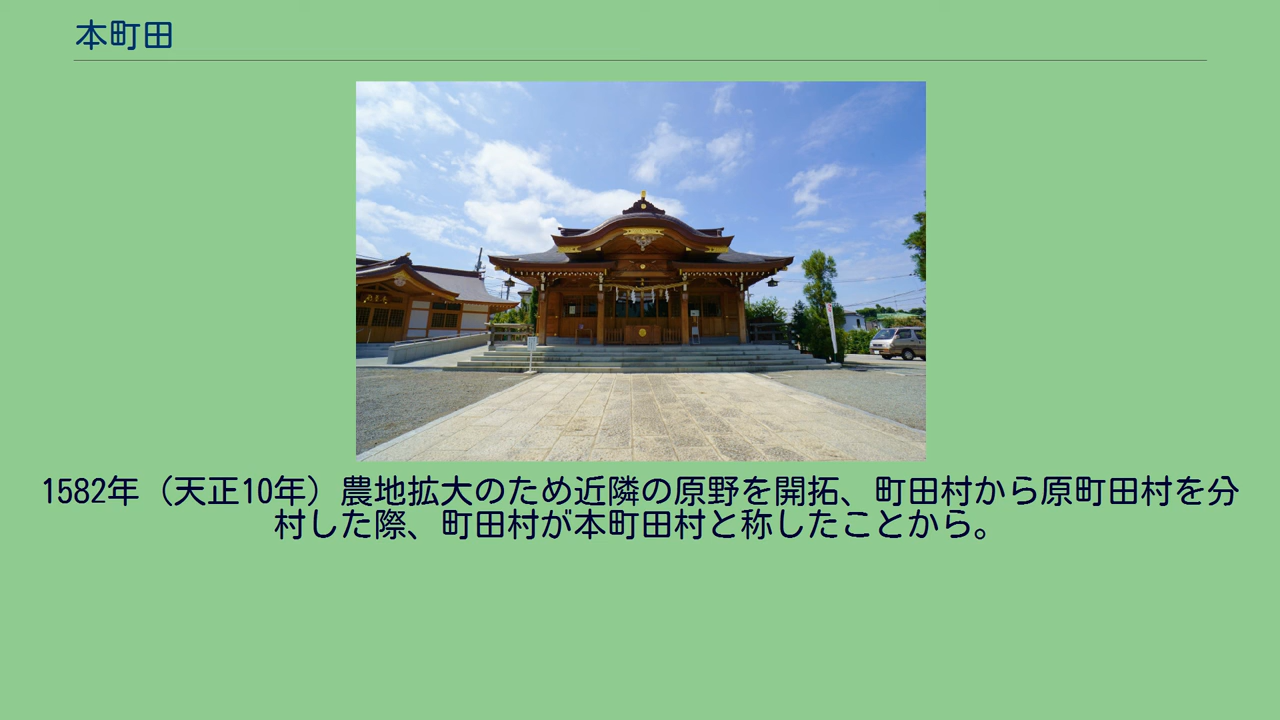 本町田
1582年（天正10年）農地拡大のため近隣の原野を開拓、町田村から原町田村を分
村した際、町田村が本町田村と称したことから。